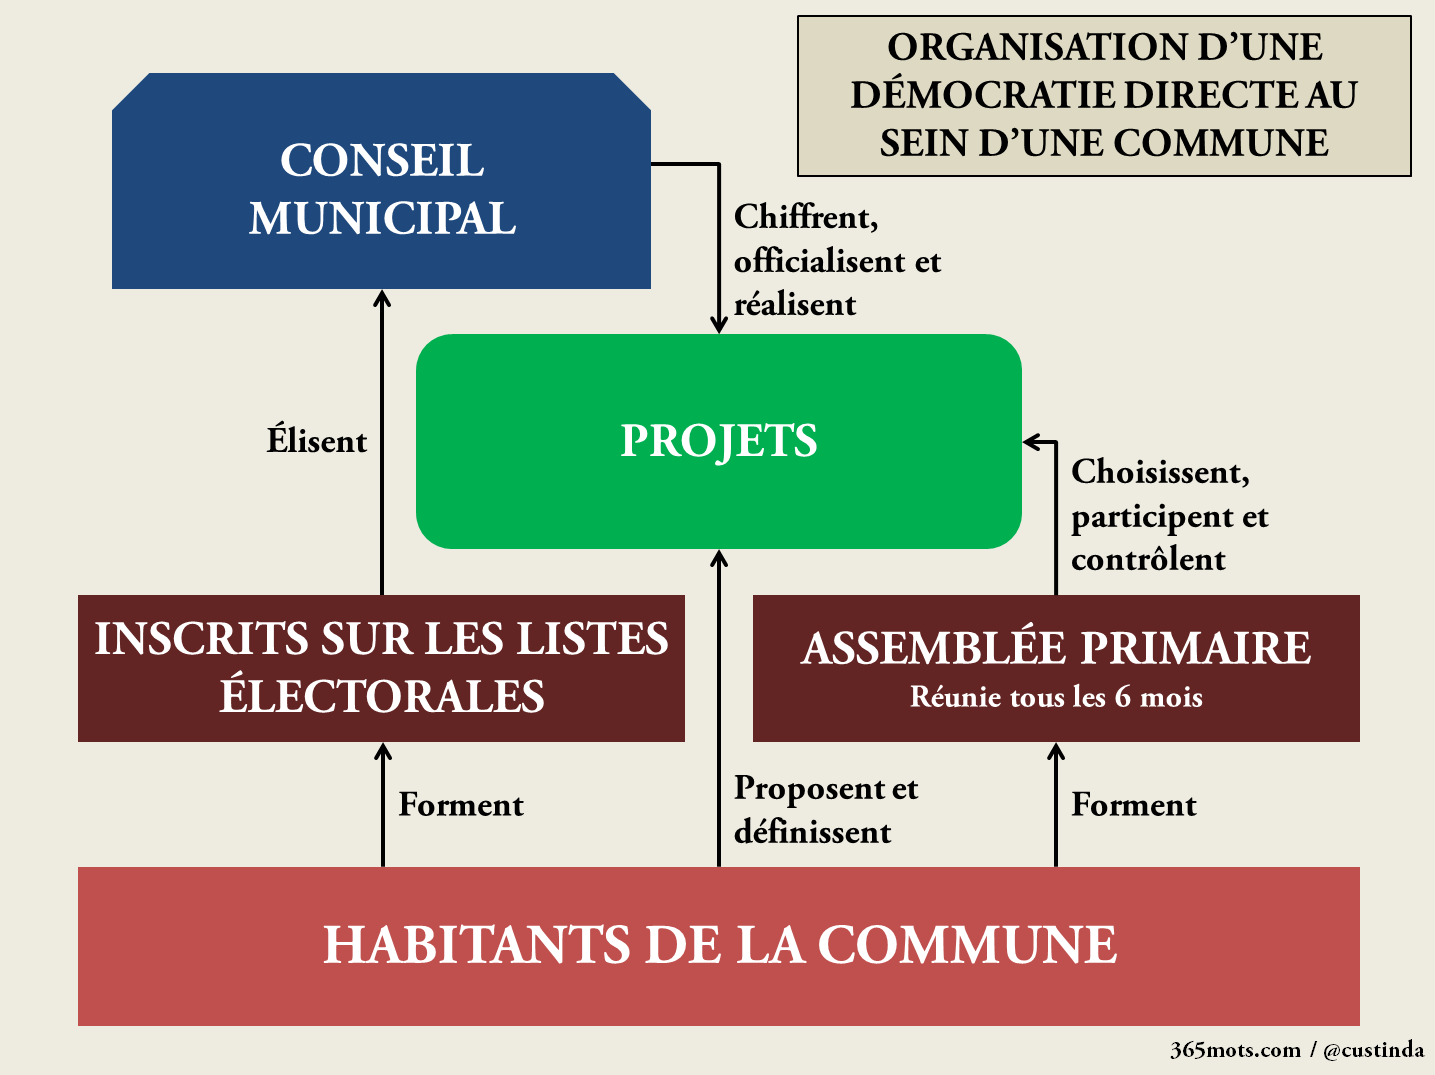 ORGANISATION D’UNE
DÉMOCRATIE DIRECTE AU
SEIN D’UNE COMMUNE
CONSEIL
MUNICIPAL
Chiffrent,
officialisent et
réalisent
PROJETS
Élisent
Choisissent,
participent et
contrôlent
INSCRITS SUR LES LISTES
ÉLECTORALES
ASSEMBLÉE PRIMAIRE
Réunie tous les 6 mois
Forment
Proposent et
définissent
Forment
HABITANTS DE LA COMMUNE
365mots.com / @custinda